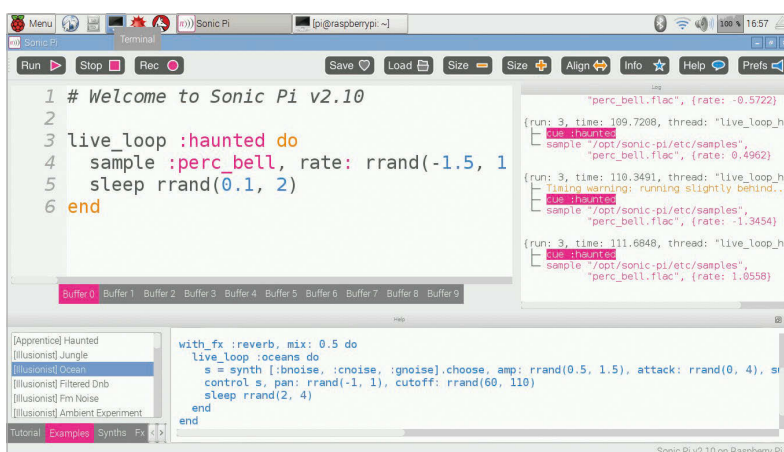 Menu
Sonic Pi
[pi@raspberrypi: ~]
100 %
16:57
Sonic Pi
Terminal
Run
Stop
Rec
Save
Load
Size
Size
Align
Info
Help
Prefs
1 # Welcome to Sonic Pi v2.10
2
3 live_loop :haunted do
4 sample :perc_bell, rate: rrand(-1.5, 1
5 sleep rrand(0.1, 2)
6 end
Log
"perc_bell.flac", {rate: -0.5722}
{run: 3, time: 109.7208, thread: "live_loop_h
cue :haunted
sample "/opt/sonic-pi/etc/samples",
"perc_bell.flac", {rate: 0.4962}
{run: 3, time: 110.3491, thread: "live_loop_h
Timing warning: running slightly behind..
cue :haunted
sample "/opt/sonic-pi/etc/samples",
"perc_bell.flac", {rate: -1.3454}
{run: 3, time: 111.6848, thread: "live_loop_h
cue :haunted
sample "/opt/sonic-pi/etc/samples",
"perc_bell.flac", {rate: 1.0558}
Buffer 0 Buffer 1 Buffer 2 Buffer 3 Buffer 4 Buffer 5 Buffer 6 Buffer 7 Buffer 8 Buffer 9
Help
[Apprentice] Haunted
[Illusionist] Jungle
[Illusionist] Ocean
[Illusionist] Filtered Dnb
[Illusionist] Fm Noise
[Illusionist] Ambient Experiment
Tutorial Examples Synths Fx < >
with_fx :reverb, mix: 0.5 do
live_loop :oceans do
s = synth [:bnoise, :cnoise, :gnoise].choose, amp: rrand(0.5, 1.5), attack: rrand(0, 4), su
control s, pan: rrand(-1, 1), cutoff: rrand(60, 110)
sleep rrand(2, 4)
end
end
Sonic Pi v2.10 on Raspberry Pi